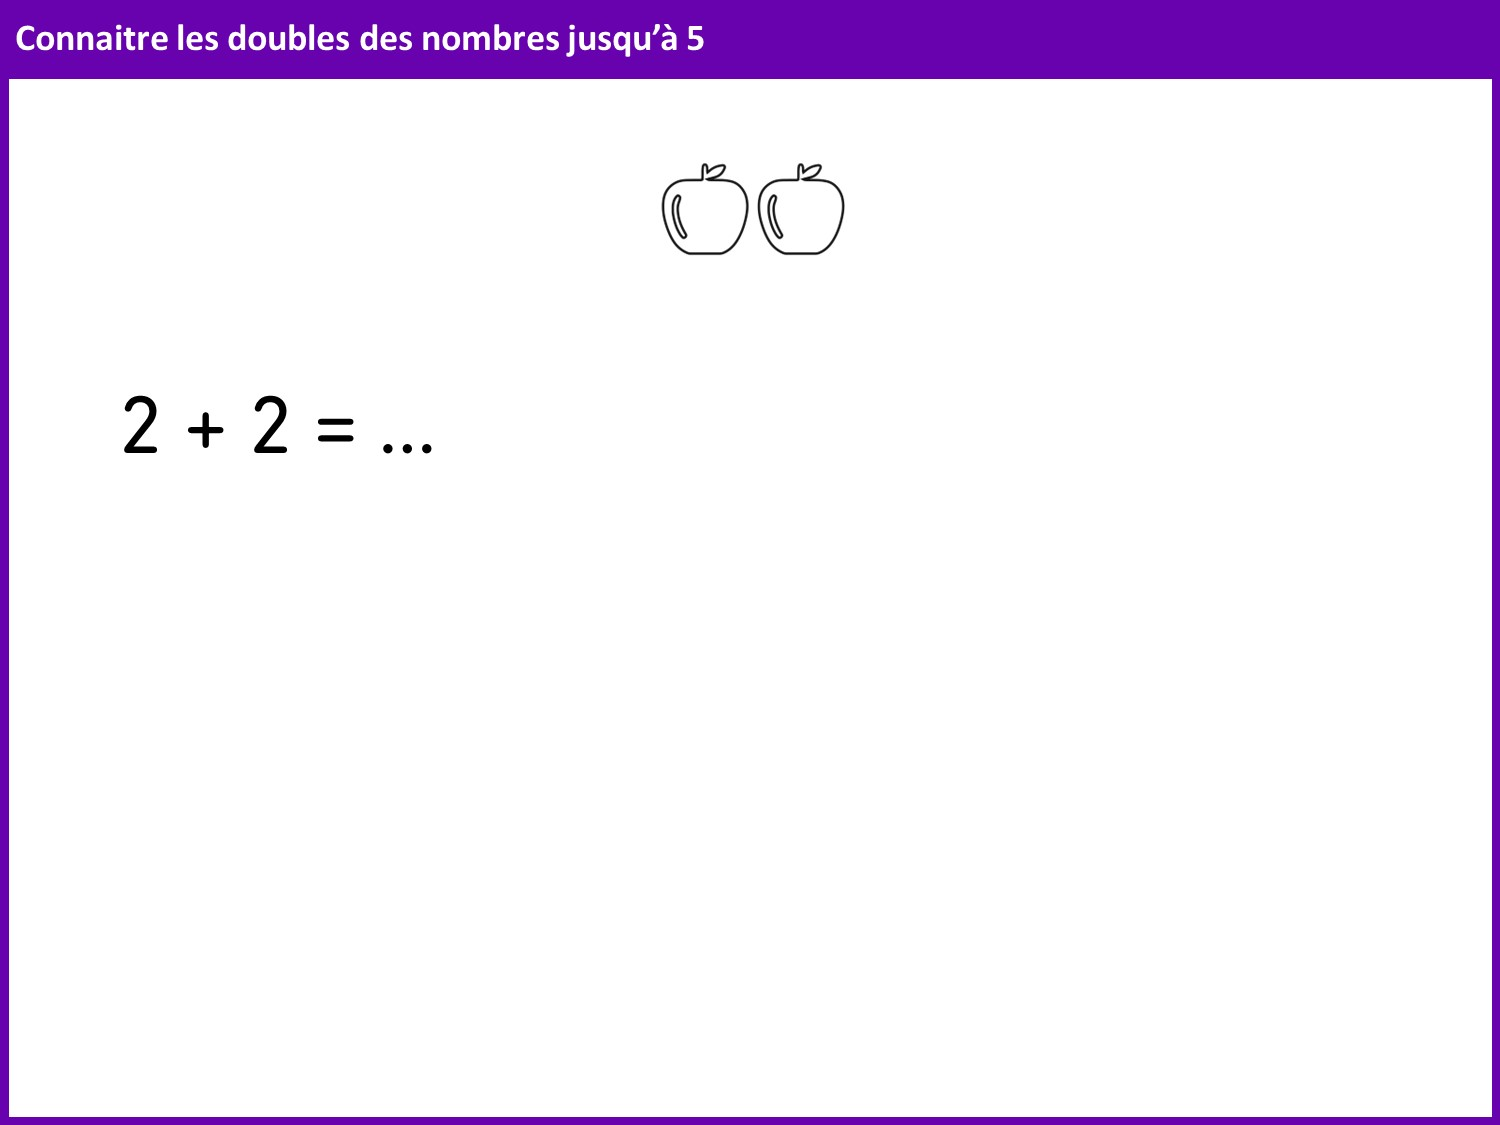 Connaitre les doubles des nombres jusqu’à 5
2 + 2 = …